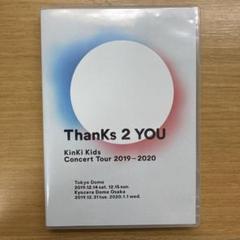 ThanKs 2 YOU
KinKi Kids
Concert Tour 2019-2020
Tokyo Dome
2019.12.14 sat. 12.15 sun.
Kyocera Dome Osaka
2019.12.31 tue. 2020.1.1 wed.